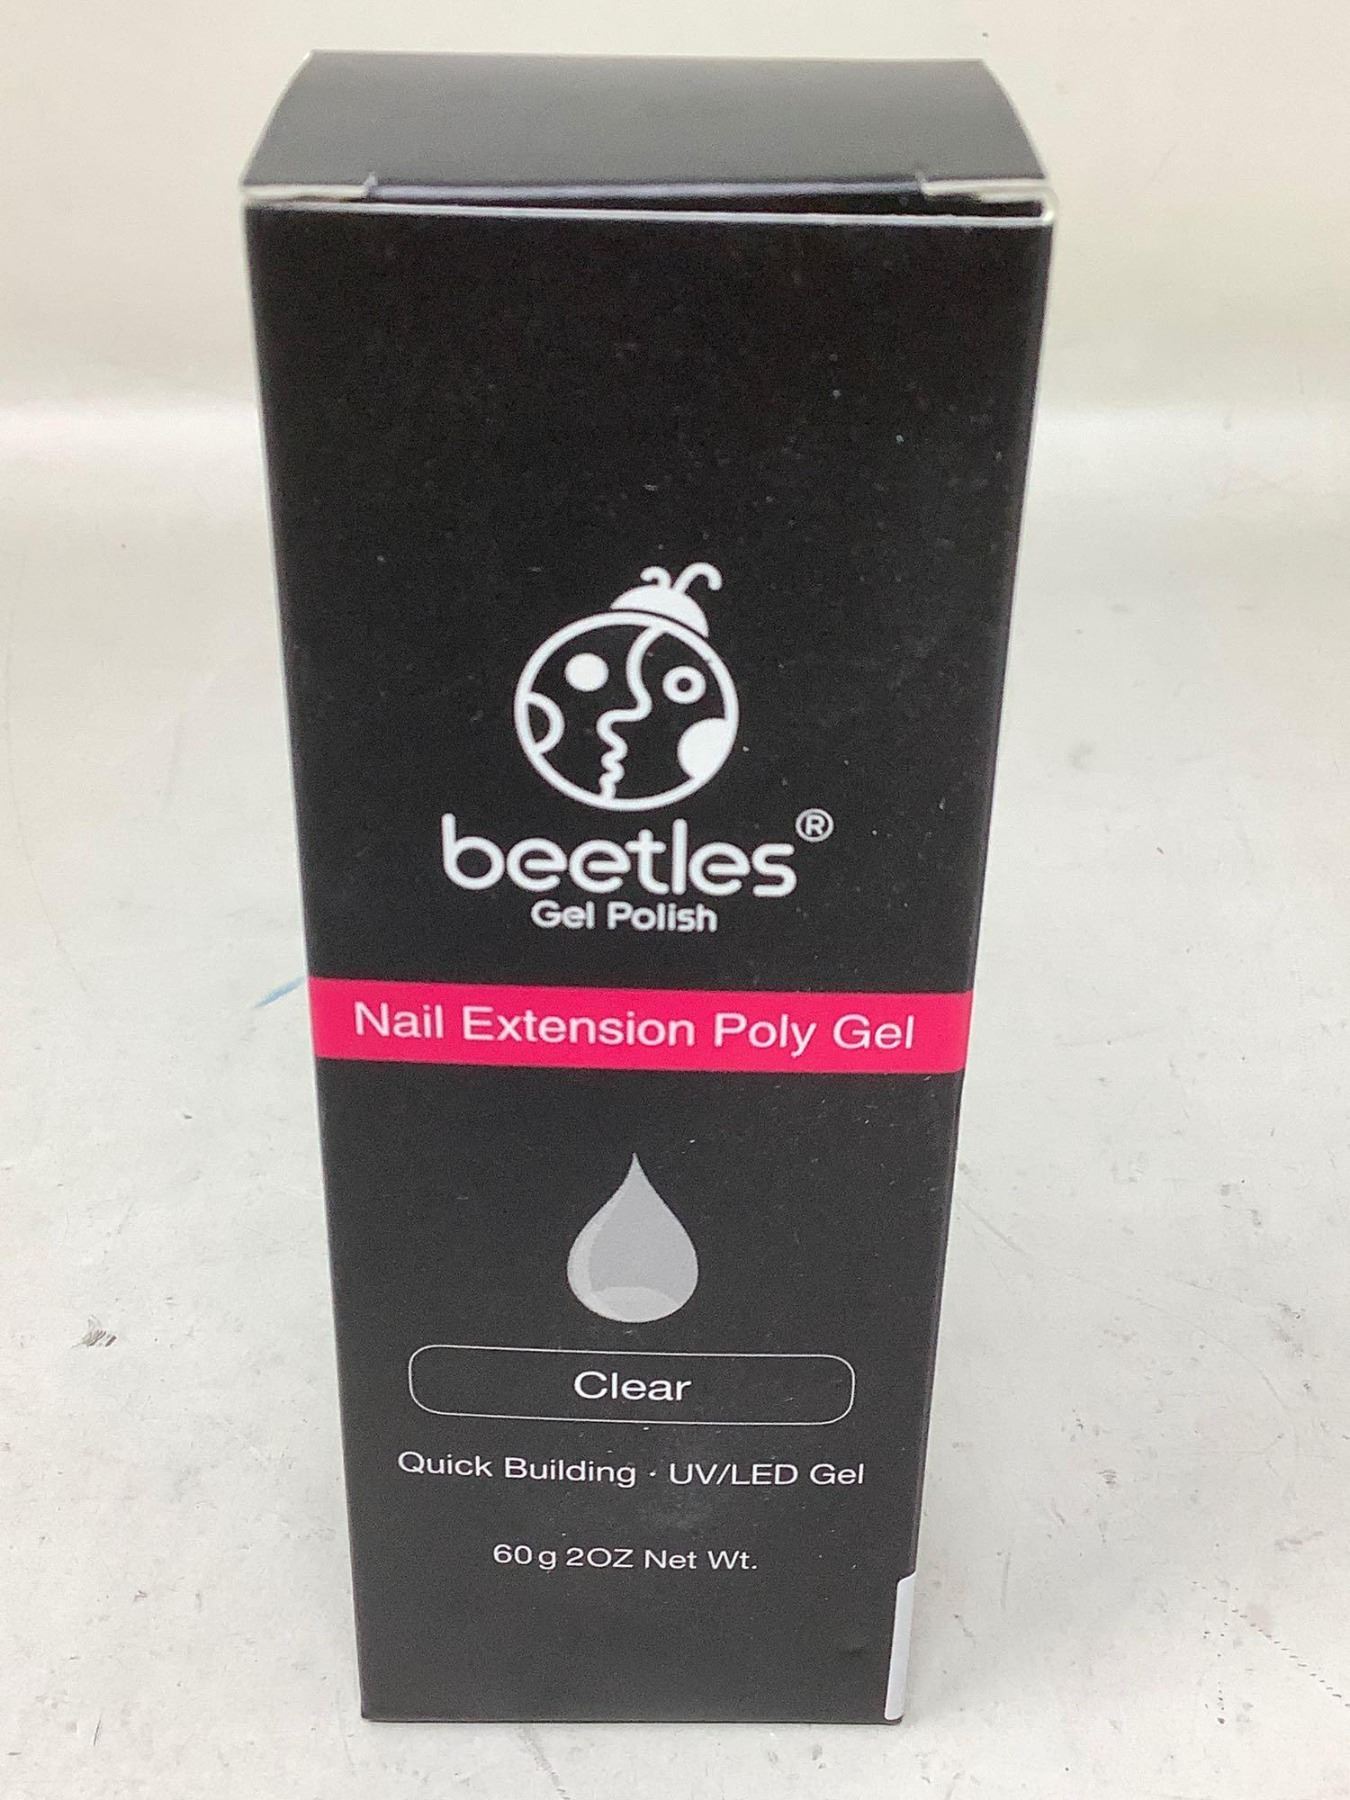 beetles®
Gel Polish
Nail Extension Poly Gel
Clear
Quick Building · UV/LED Gel
60g 2OZ Net Wt.